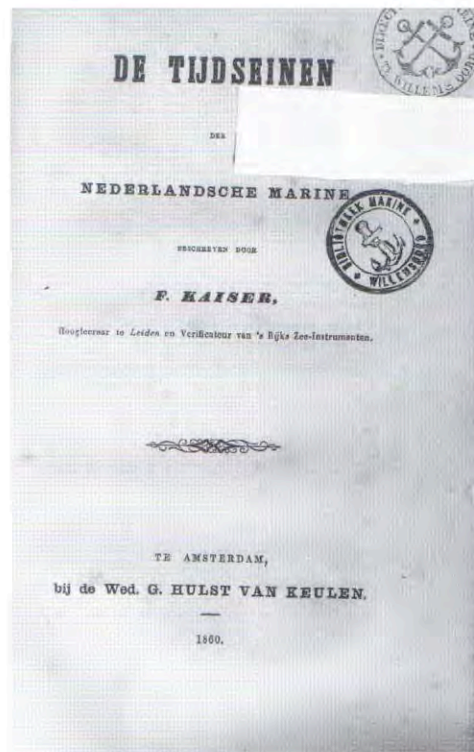 DE TIJDSEINEN
DER
NEDERLANDSCHE MARINE
BESCHREVEN DOOR
F. KAISER,
Hoogleeraar te Leiden en Verificateur van 's Rijks Zee-Instrumenten.
BIBLIOTHEEK MARINE
WILLEMSOORD
TE AMSTERDAM,
bij de Wed. G. HULST VAN KEULEN.
1860.